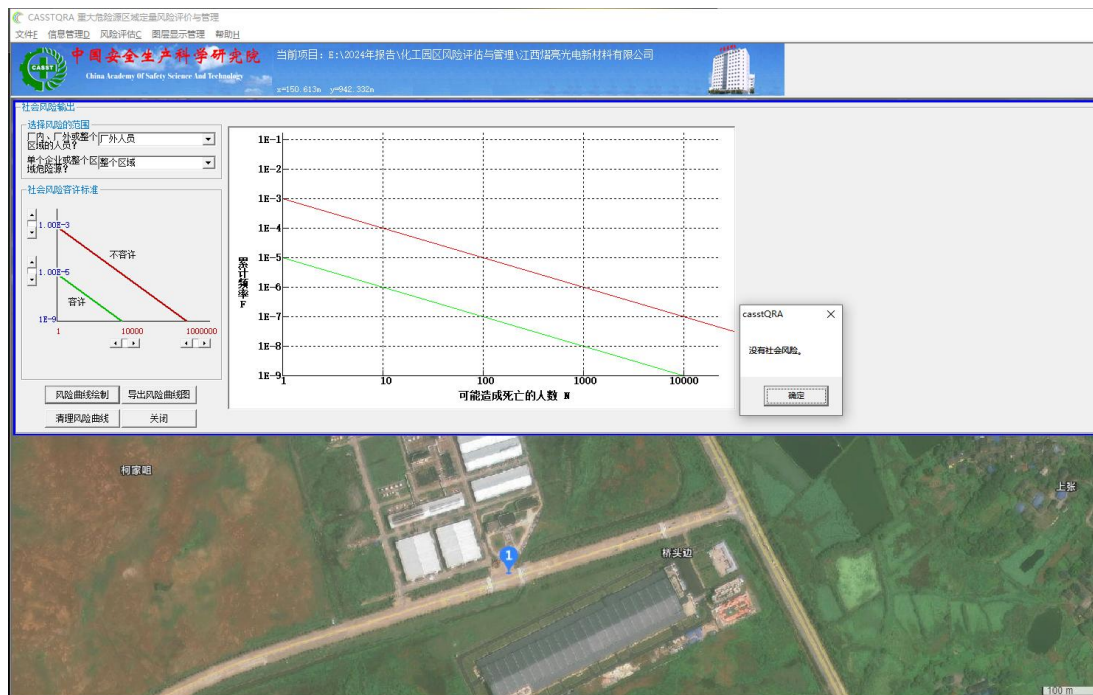 CASSTQRA 重大危险源区域定量风险评价与管理
文件F 信息管理D 风险评估C 图层显示管理 帮助H
中国安全生产科学研究院
China Academy Of Safety Science And Technology
CASST
当前项目：E:\2024年报告\化工园区风险评估与管理\江西熠亮光电新材料有限公司
x=150.613m y=942.332m
社会风险输出
选择风险的范围
厂内、厂外或整个区域的人员？
厂外人员
单个企业或整个区域危险源？
整个区域
社会风险容许标准
1.00E-3
不容许
1.00E-5
容许
1E-9
1
10000
1000000
风险曲线绘制
导出风险曲线图
清理风险曲线
关闭
1E-1
1E-2
1E-3
1E-4
1E-5
1E-6
1E-7
1E-8
1E-9
累计频率 F
1
10
100
1000
10000
可能造成死亡的人数 N
casstQRA
没有社会风险。
确定
柯家咀
1
桥头边
上张
100 m